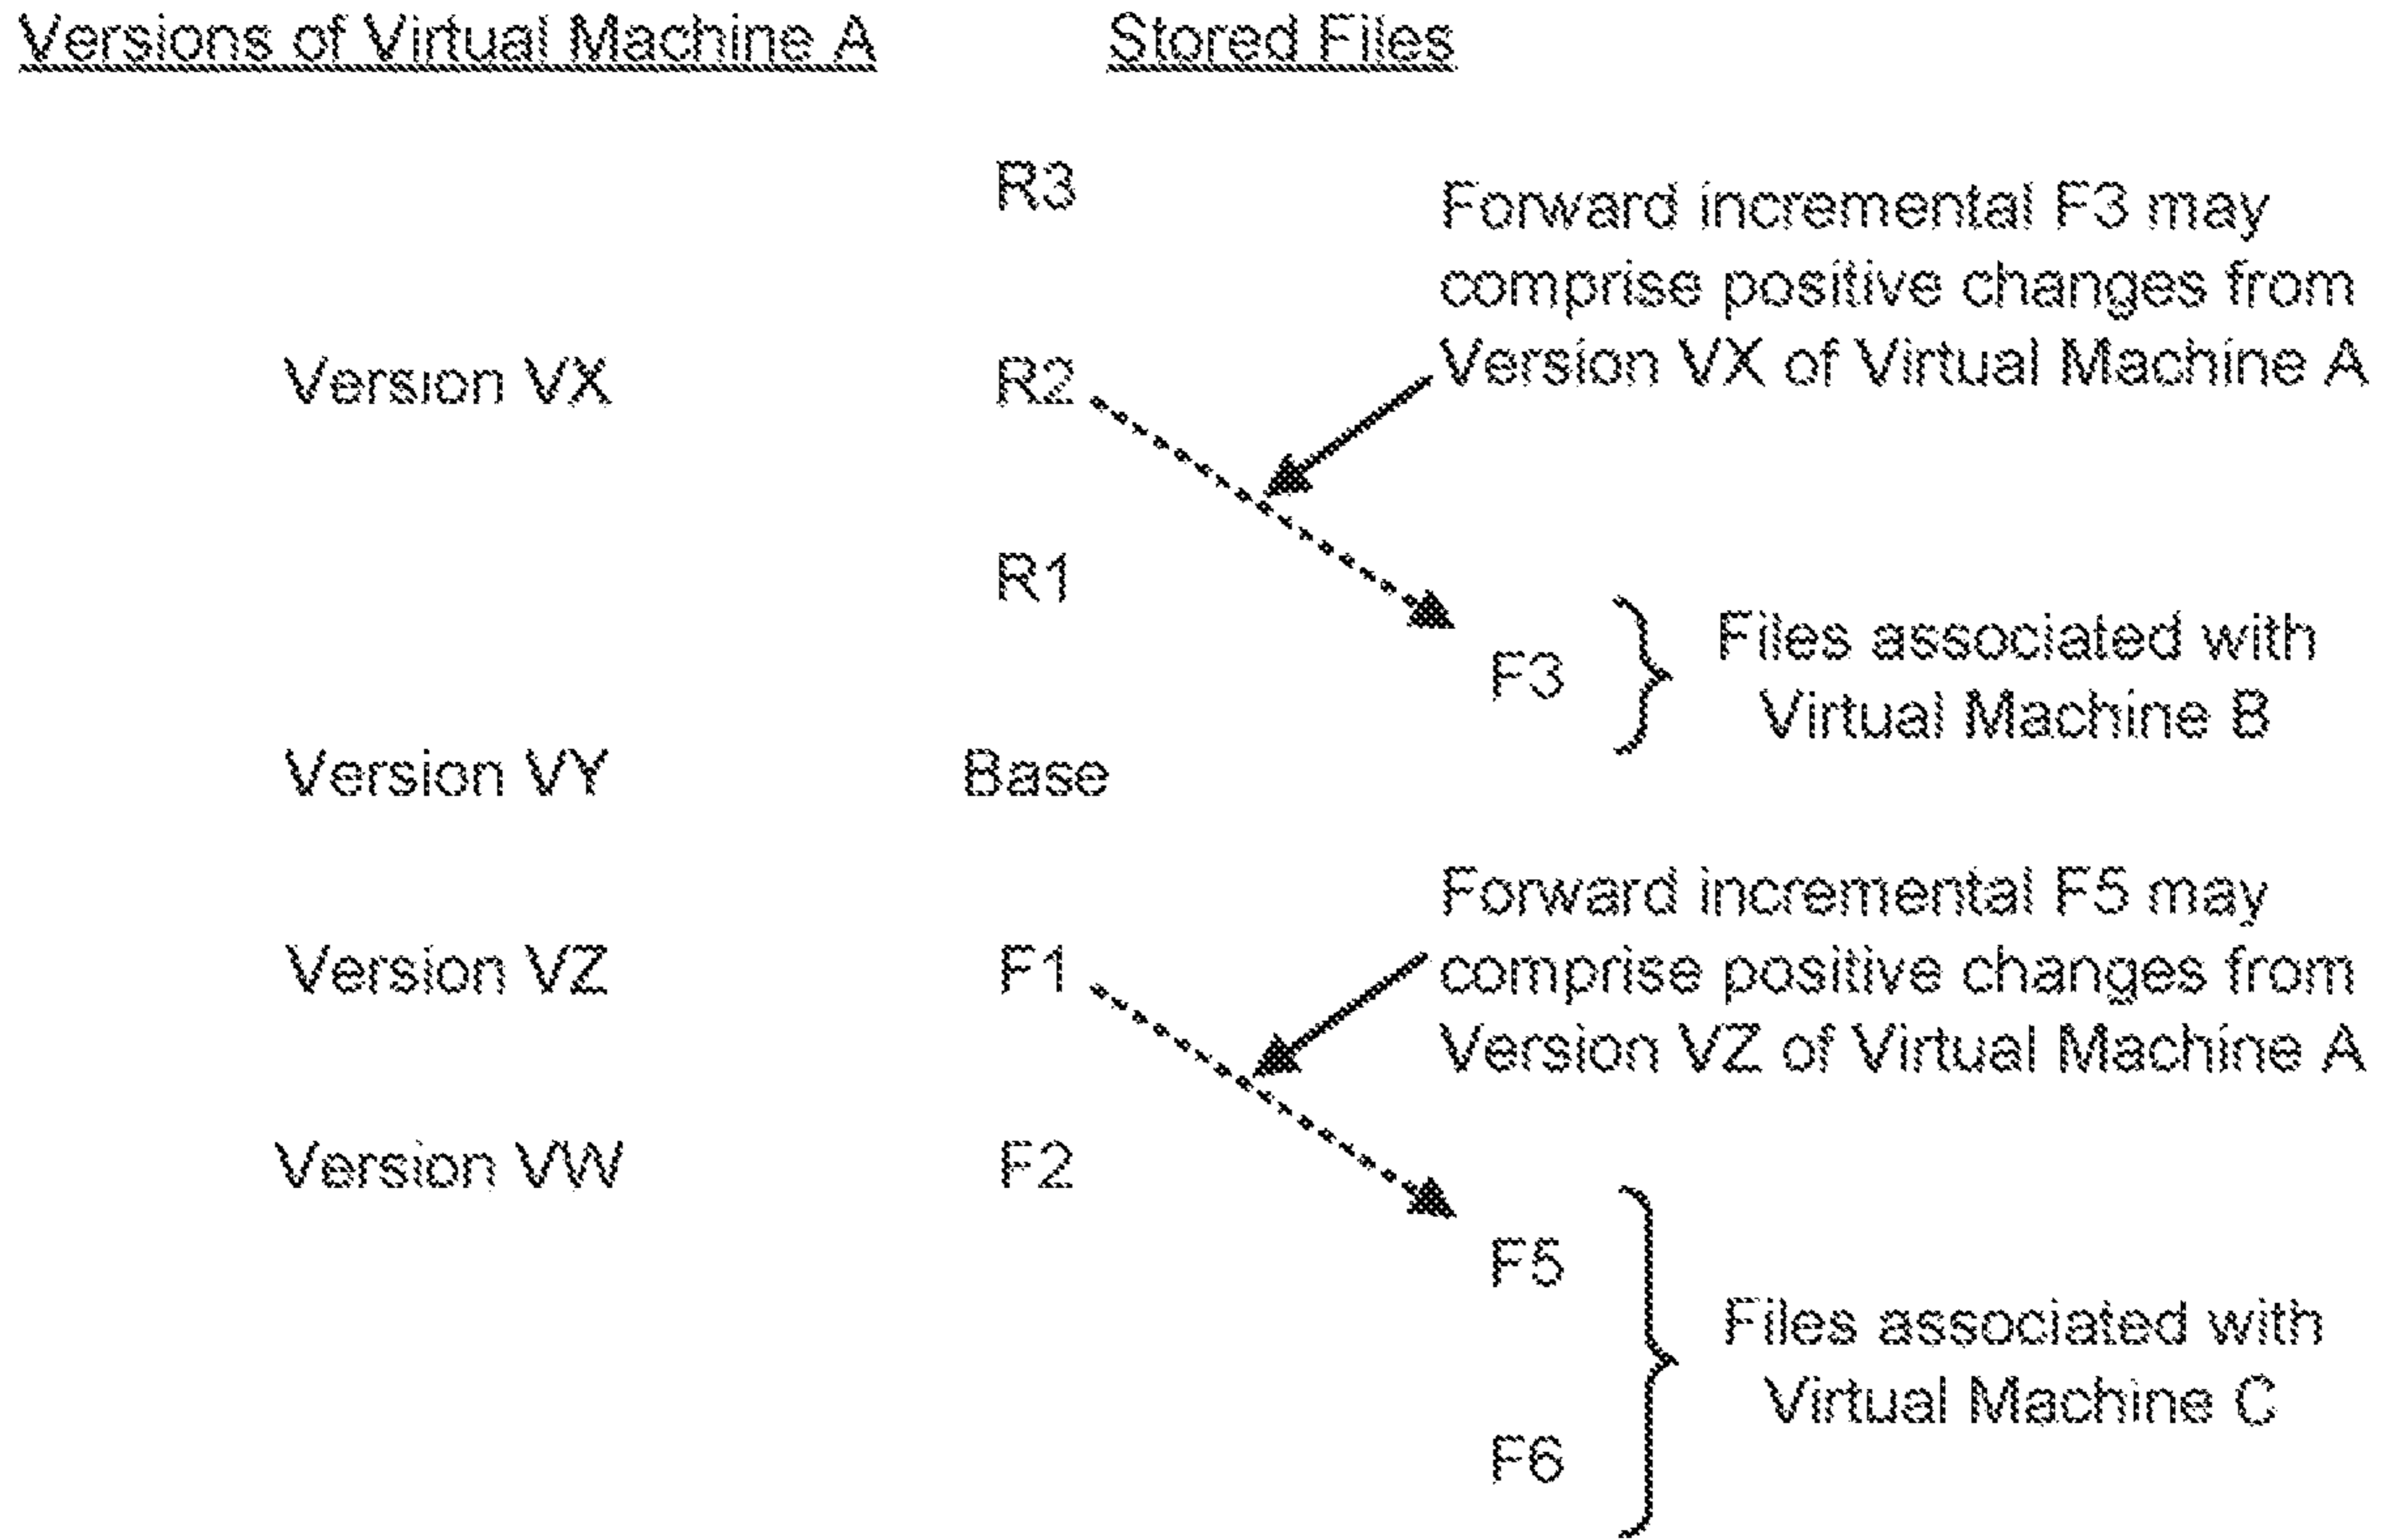 Versions of Virtual Machine A
Stored Files
R3
Forward incremental F3 may
comprise positive changes from
Version VX of Virtual Machine A
Version VX
R2
R1
F3
Files associated with
Virtual Machine B
Version VY
Base
Forward incremental F5 may
comprise positive changes from
Version VZ of Virtual Machine A
Version VZ
F1
Version VW
F2
F5
Files associated with
Virtual Machine C
F6